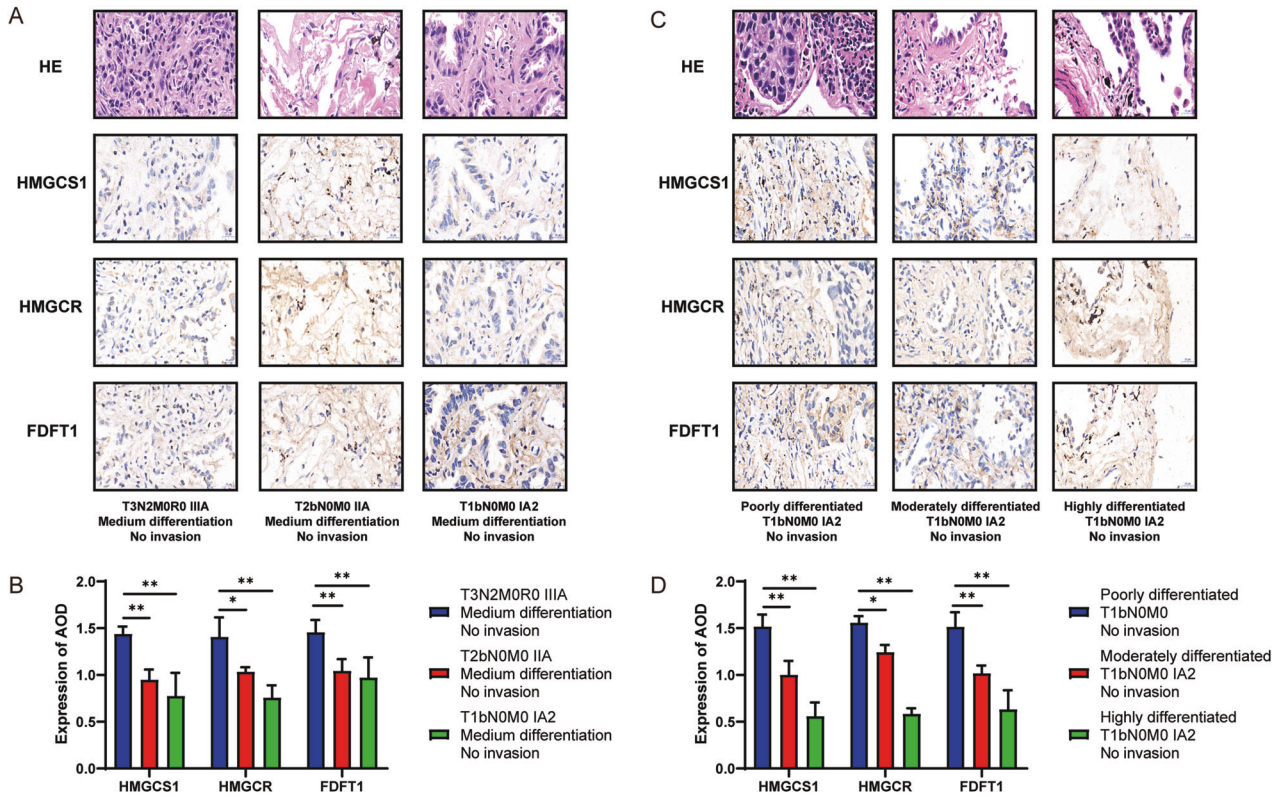 A
HE
HMGCS1
HMGCR
FDFT1
T3N2M0R0 IIIA
Medium differentiation
No invasion
T2bN0M0 IIA
Medium differentiation
No invasion
T1bN0M0 IA2
Medium differentiation
No invasion
C
HE
HMGCS1
HMGCR
FDFT1
Poorly differentiated
T1bN0M0 IA2
No invasion
Moderately differentiated
T1bN0M0 IA2
No invasion
Highly differentiated
T1bN0M0 IA2
No invasion
B
Expression of AOD
2.0
1.5
1.0
0.5
0.0
** ** ** * ** **
HMGCS1 HMGCR FDFT1
T3N2M0R0 IIIA
Medium differentiation
No invasion
T2bN0M0 IIA
Medium differentiation
No invasion
T1bN0M0 IA2
Medium differentiation
No invasion
D
Expression of AOD
2.0
1.5
1.0
0.5
0.0
** ** ** * ** **
HMGCS1 HMGCR FDFT1
Poorly differentiated
T1bN0M0
No invasion
Moderately differentiated
T1bN0M0 IA2
No invasion
Highly differentiated
T1bN0M0 IA2
No invasion